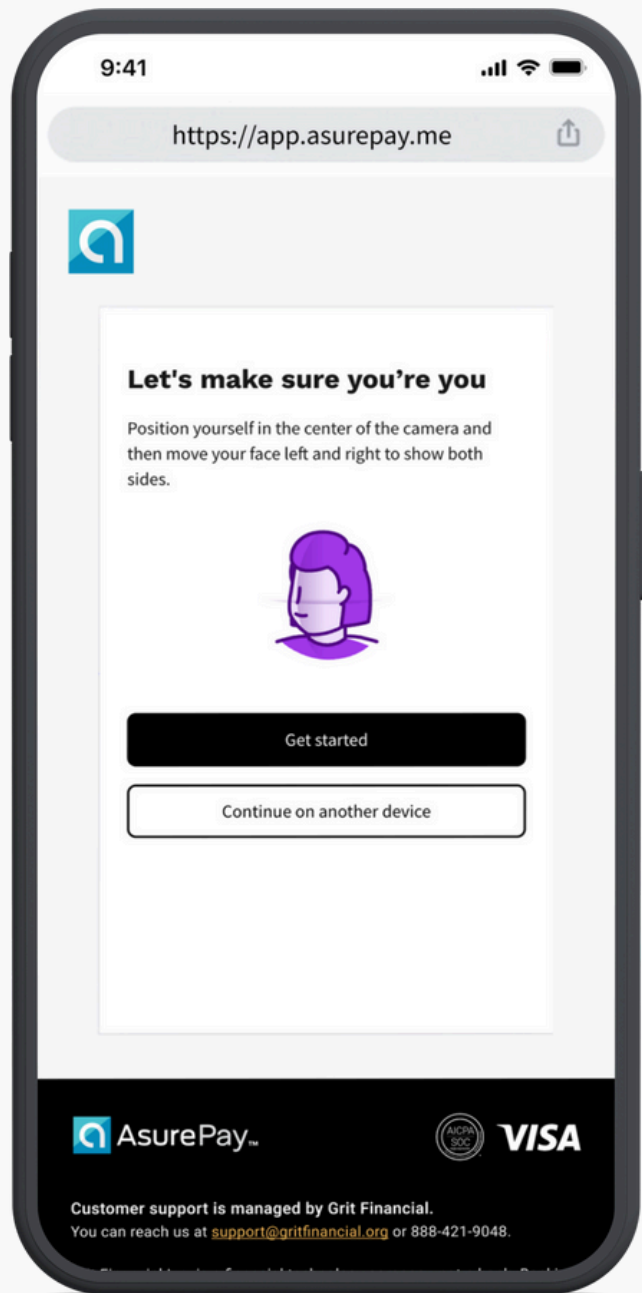 9:41
https://app.asurepay.me
Let's make sure you’re you
Position yourself in the center of the camera and
then move your face left and right to show both
sides.
Get started
Continue on another device
AsurePay™
AICPA
SOC
VISA
Customer support is managed by Grit Financial.
You can reach us at support@gritfinancial.org or 888-421-9048.